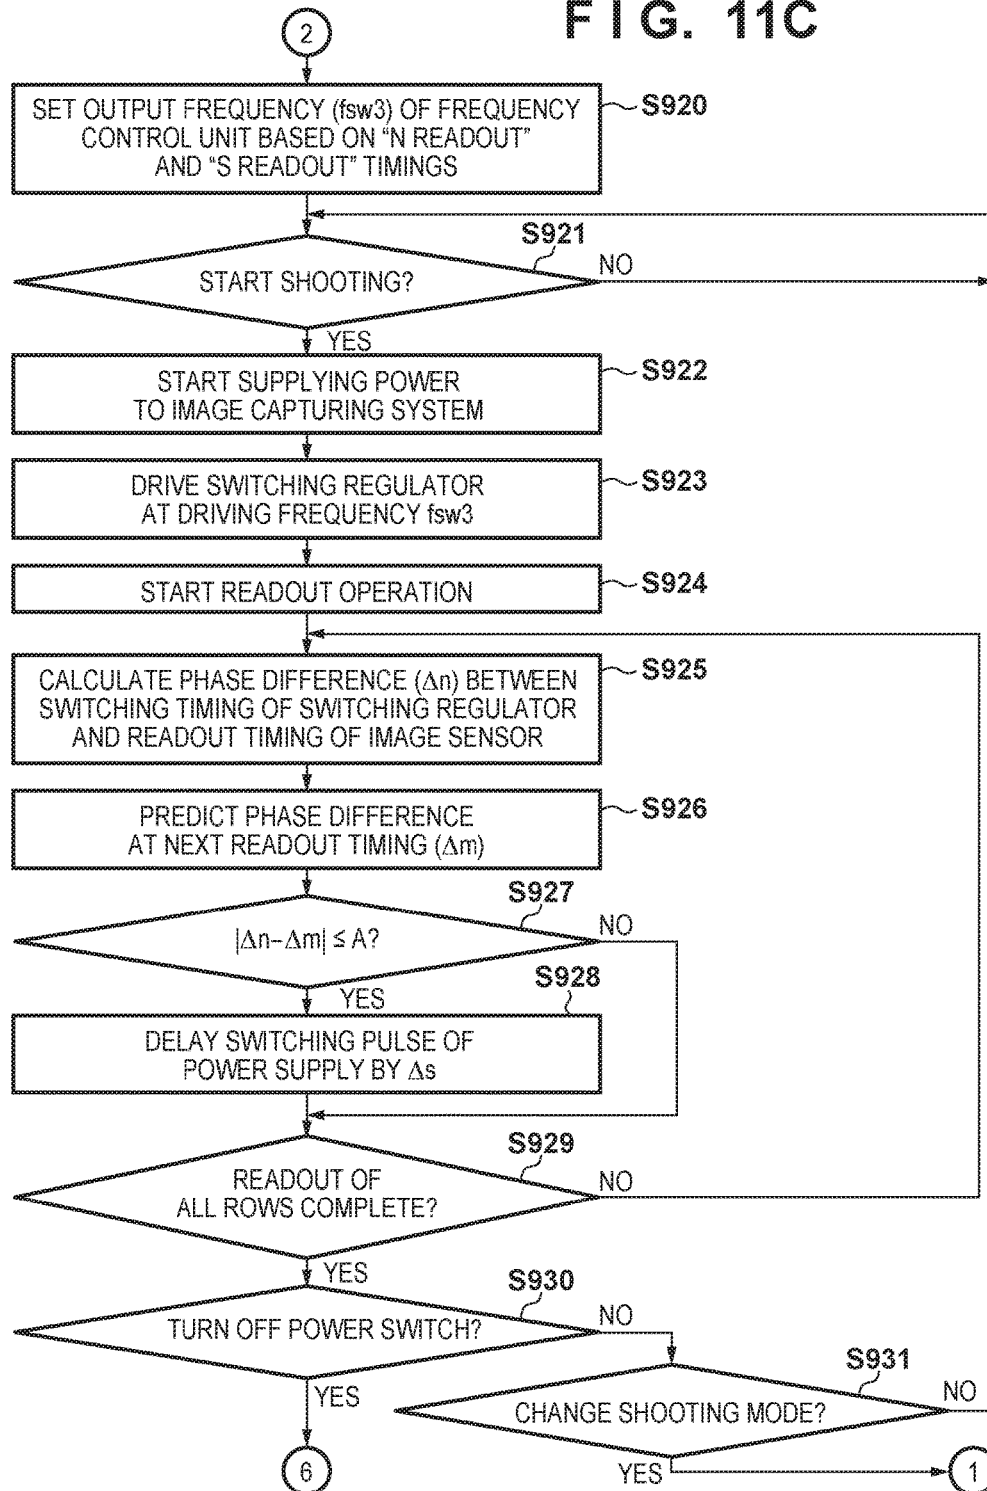 FIG. 11C
2
SET OUTPUT FREQUENCY (fsw3) OF FREQUENCY
CONTROL UNIT BASED ON “N READOUT”
AND “S READOUT” TIMINGS
S920
S921
START SHOOTING?
NO
YES
START SUPPLYING POWER
TO IMAGE CAPTURING SYSTEM
S922
DRIVE SWITCHING REGULATOR
AT DRIVING FREQUENCY fsw3
S923
START READOUT OPERATION
S924
CALCULATE PHASE DIFFERENCE (Δn) BETWEEN
SWITCHING TIMING OF SWITCHING REGULATOR
AND READOUT TIMING OF IMAGE SENSOR
S925
PREDICT PHASE DIFFERENCE
AT NEXT READOUT TIMING (Δm)
S926
S927
|Δn−Δm| ≤ A?
NO
YES
S928
DELAY SWITCHING PULSE OF
POWER SUPPLY BY Δs
S929
READOUT OF
ALL ROWS COMPLETE?
NO
YES
S930
TURN OFF POWER SWITCH?
NO
YES
S931
CHANGE SHOOTING MODE?
NO
YES
6
1